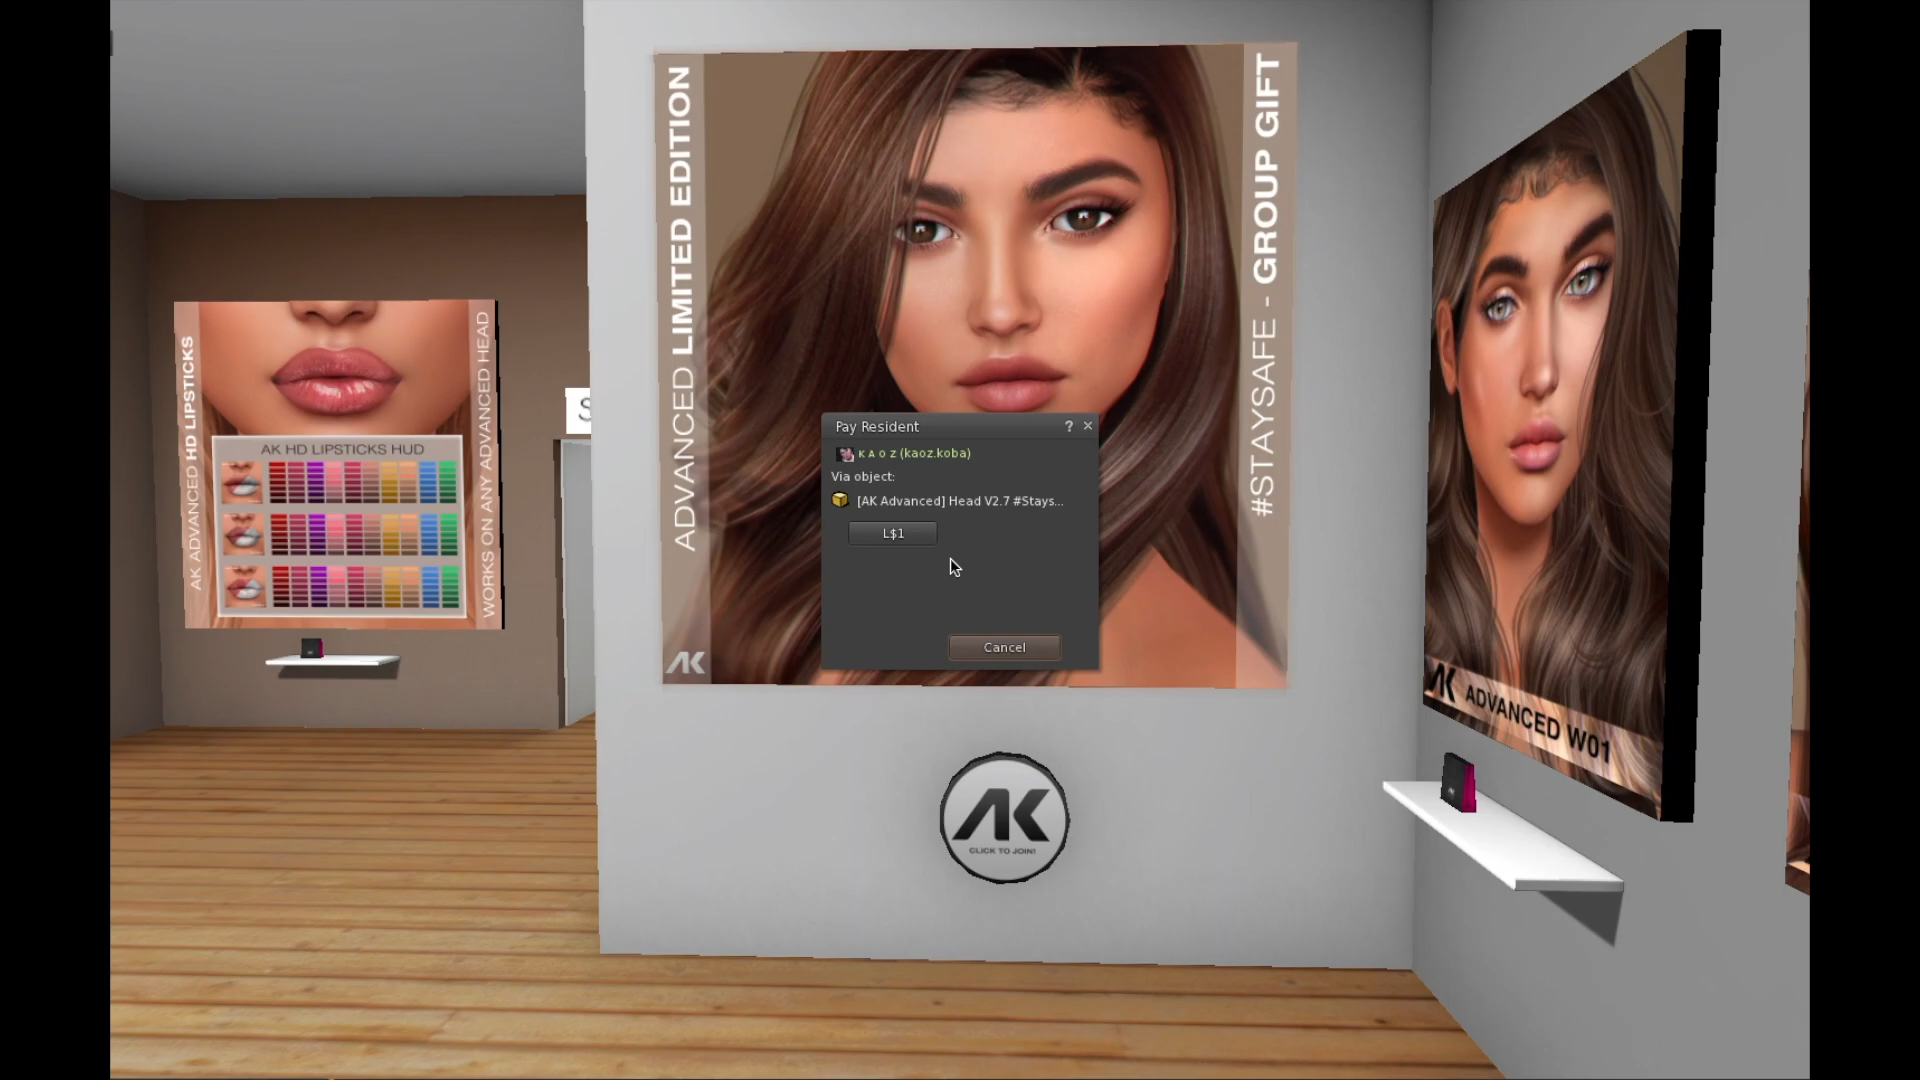 AK ADVANCED HD LIPSTICKS
WORKS ON ANY ADVANCED HEAD
AK HD LIPSTICKS HUD
S
ADVANCED LIMITED EDITION
#STAYSAFE - GROUP GIFT
AK
Pay Resident ? ×
ᴋ ᴀ ᴏ ᴢ (kaoz.koba)
Via object:
[AK Advanced] Head V2.7 #Stays...
L$1
Cancel
AK
CLICK TO JOIN!
AK ADVANCED W01